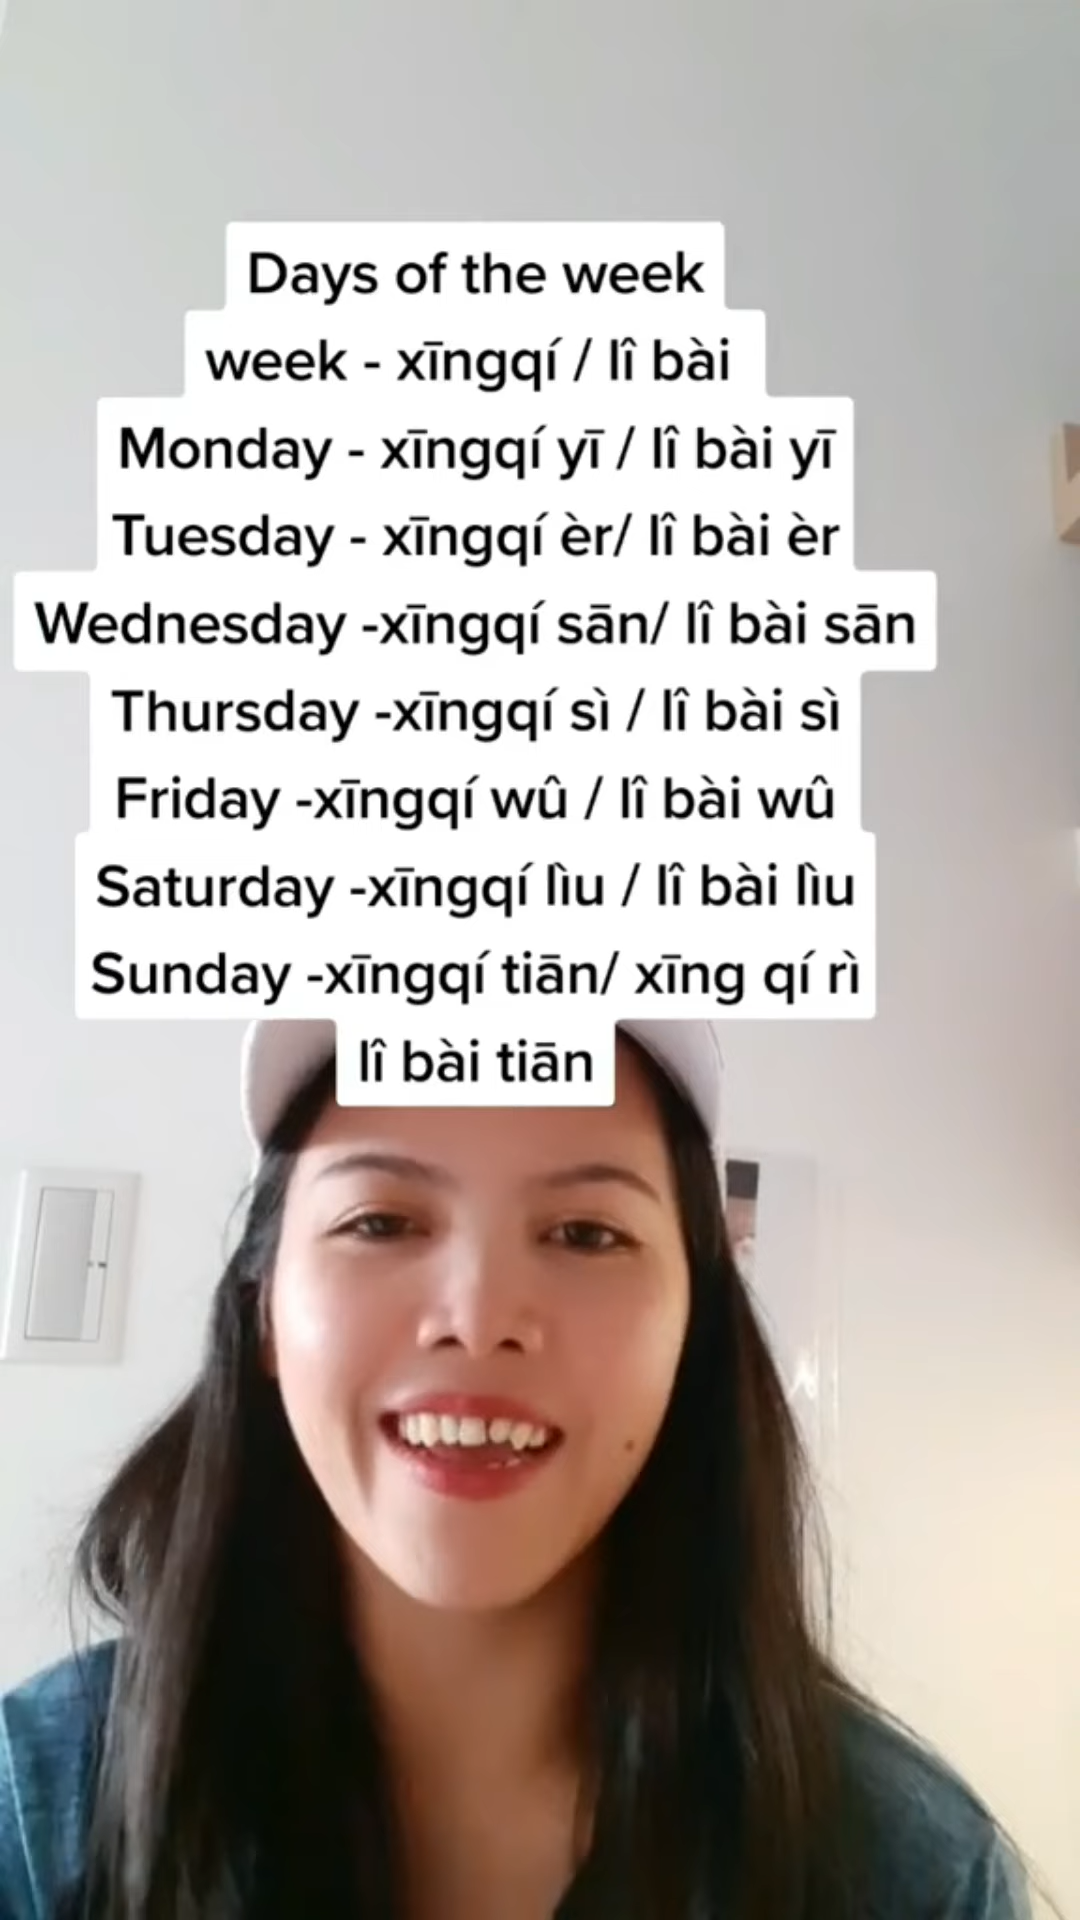 Days of the week
week - xīngqí / lî bài
Monday - xīngqí yī / lî bài yī
Tuesday - xīngqí èr/ lî bài èr
Wednesday -xīngqí sān/ lî bài sān
Thursday -xīngqí sì / lî bài sì
Friday -xīngqí wû / lî bài wû
Saturday -xīngqí lìu / lî bài lìu
Sunday -xīngqí tiān/ xīng qí rì
lî bài tiān